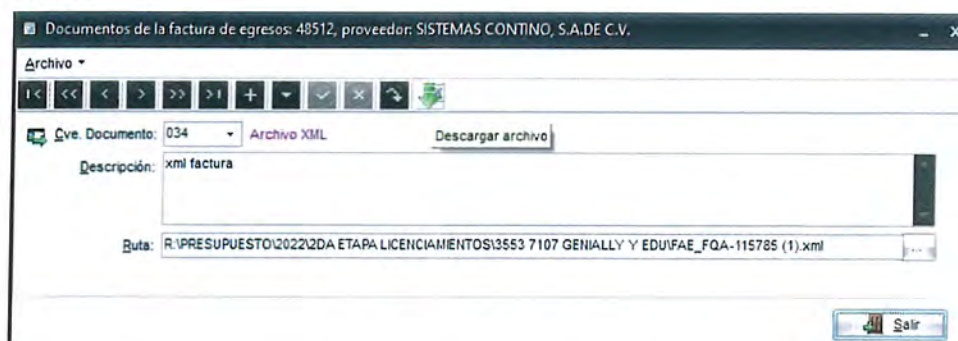 Documentos de la factura de egresos: 48512, proveedor: SISTEMAS CONTINO, S.A.DE C.V.
Archivo
Cve. Documento: 034 Archivo XML Descargar archivo
Descripción: xml factura
Ruta: R:\PRESUPUESTO\2022\2DA ETAPA LICENCIAMIENTOS\3553 7107 GENIALLY Y EDU\FAE_FQA-115785 (1).xml ...
Salir